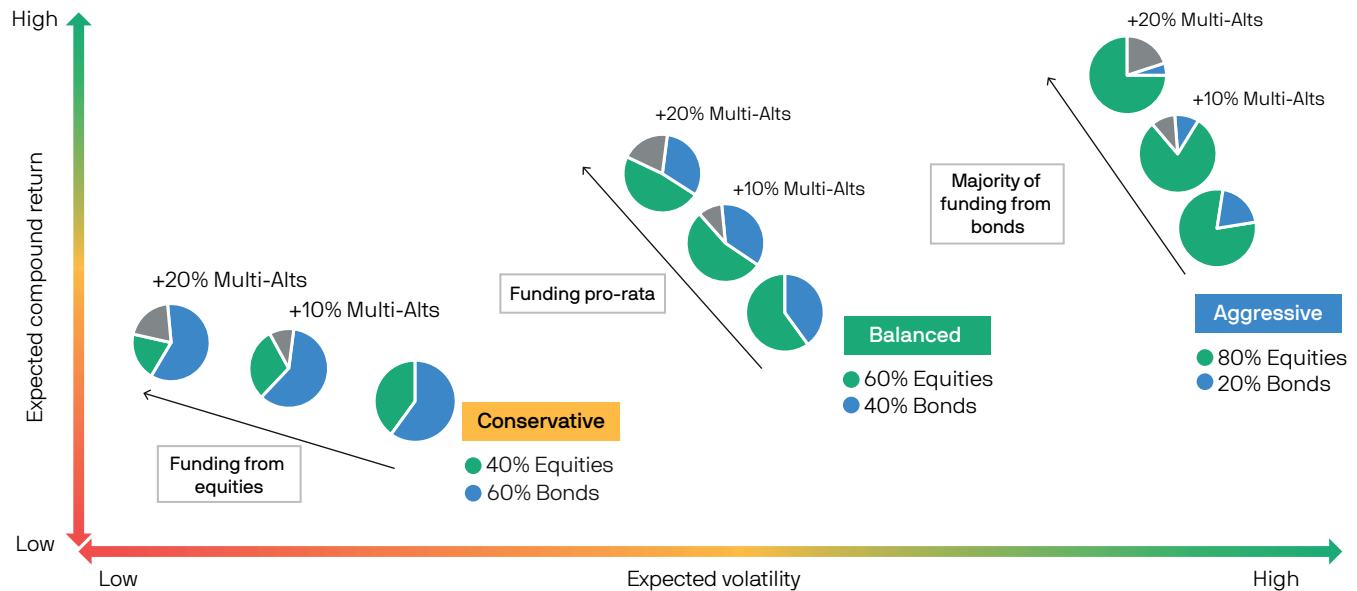 High
Expected compound return
Low
Low
Expected volatility
High
+20% Multi-Alts
+10% Multi-Alts
Funding from
equities
Conservative
40% Equities
60% Bonds
+20% Multi-Alts
+10% Multi-Alts
Funding pro-rata
Balanced
60% Equities
40% Bonds
+20% Multi-Alts
+10% Multi-Alts
Majority of
funding from
bonds
Aggressive
80% Equities
20% Bonds